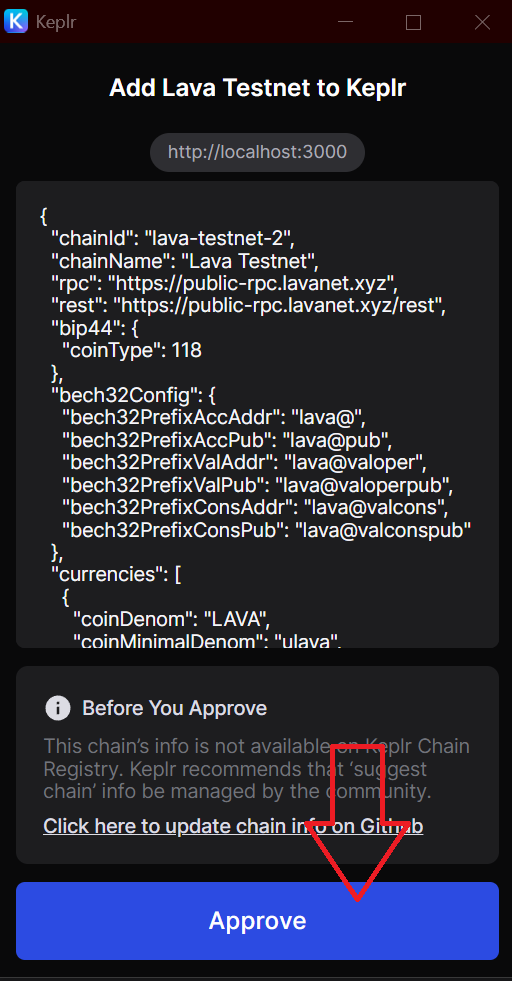 Keplr
Add Lava Testnet to Keplr
http://localhost:3000
{
"chainId": "lava-testnet-2",
"chainName": "Lava Testnet",
"rpc": "https://public-rpc.lavanet.xyz",
"rest": "https://public-rpc.lavanet.xyz/rest",
"bip44": {
"coinType": 118
},
"bech32Config": {
"bech32PrefixAccAddr": "lava@",
"bech32PrefixAccPub": "lava@pub",
"bech32PrefixValAddr": "lava@valoper",
"bech32PrefixValPub": "lava@valoperpub",
"bech32PrefixConsAddr": "lava@valcons",
"bech32PrefixConsPub": "lava@valconspub"
},
"currencies": [
{
"coinDenom": "LAVA",
"coinMinimalDenom": "ulava",
Before You Approve
This chain’s info is not available on Keplr Chain
Registry. Keplr recommends that ‘suggest
chain’ info be managed by the community.
Click here to update chain info on Github
Approve